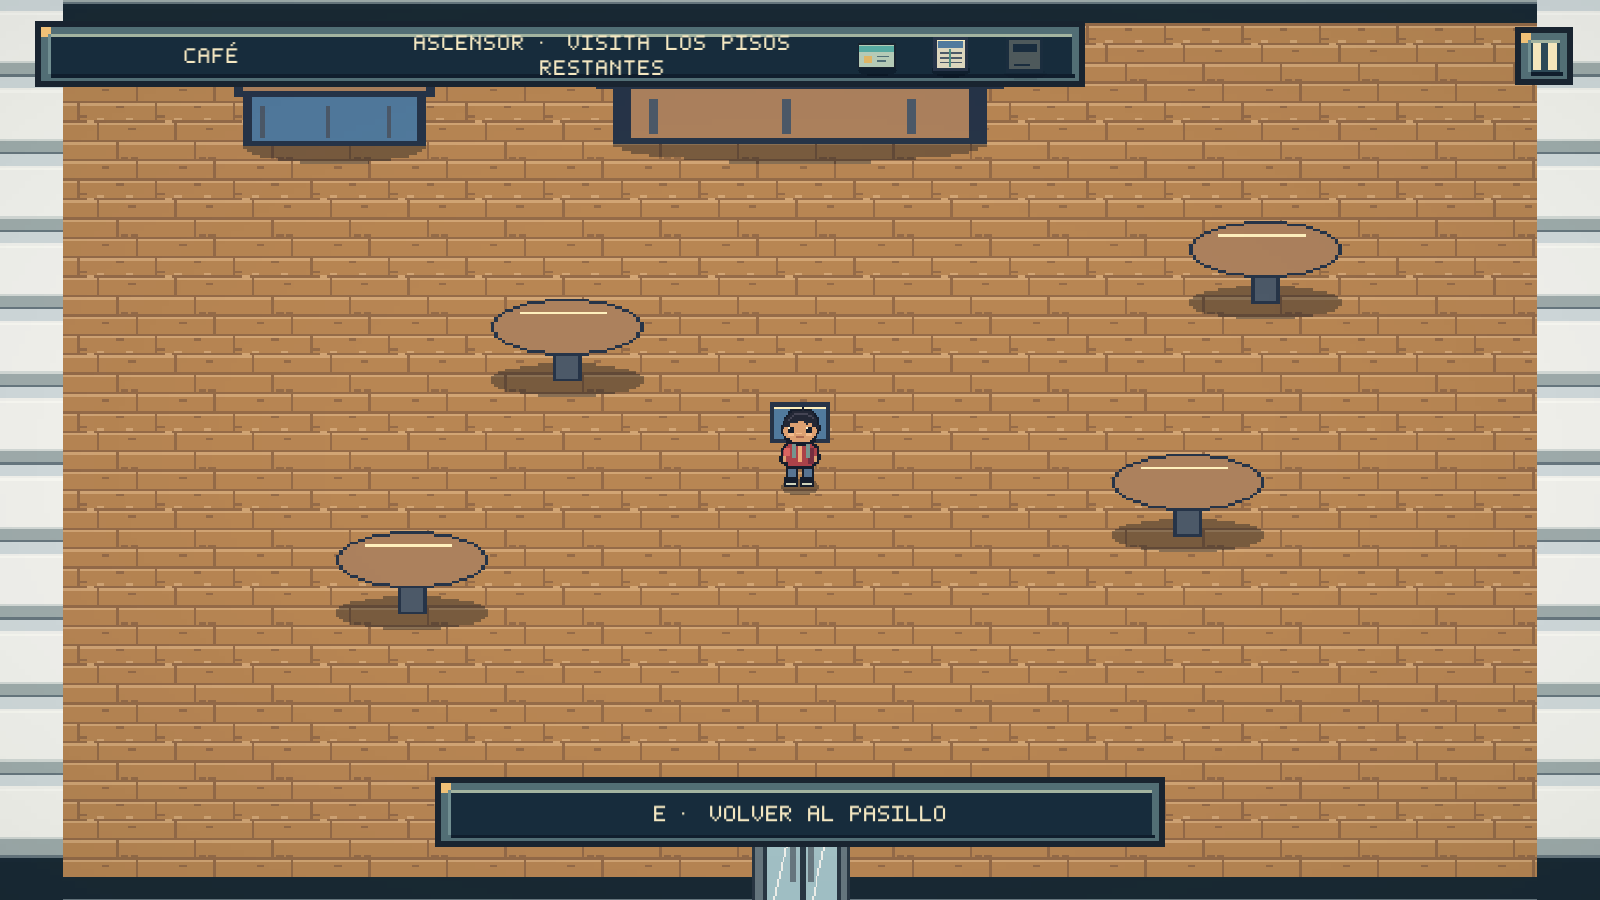 CAFÉ
ASCENSOR · VISITA LOS PISOS
RESTANTES
E · VOLVER AL PASILLO